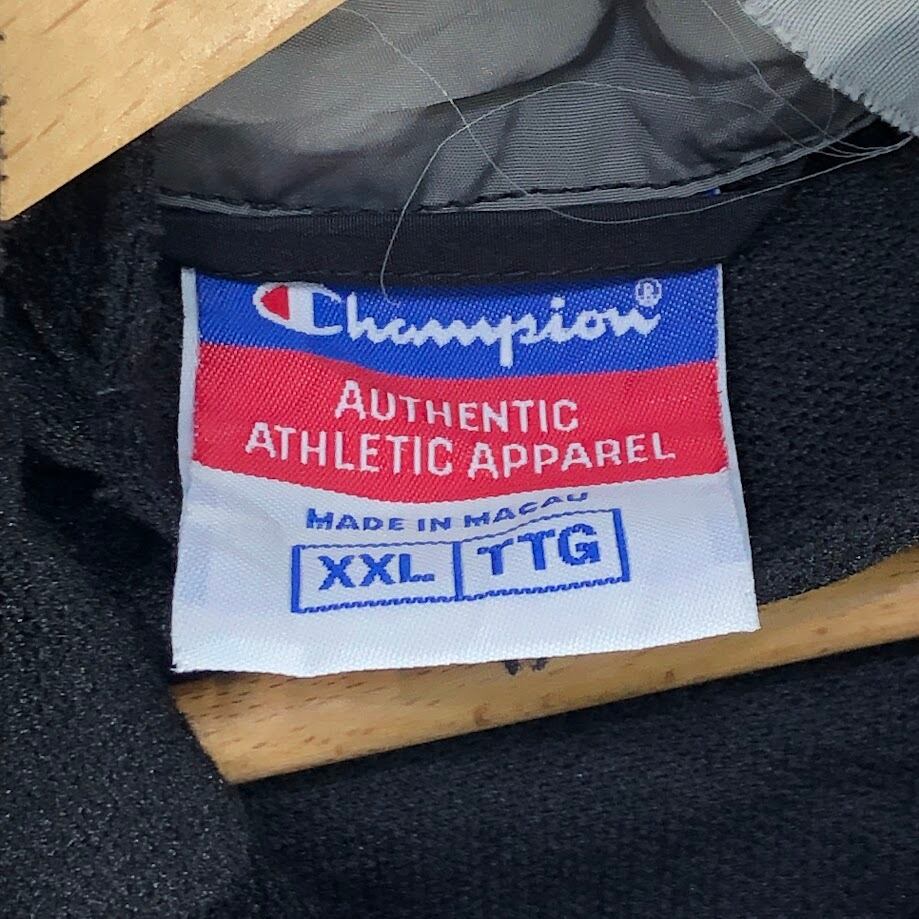 Champion®
AUTHENTIC
ATHLETIC APPAREL
MADE IN MACAU
XXL TTG